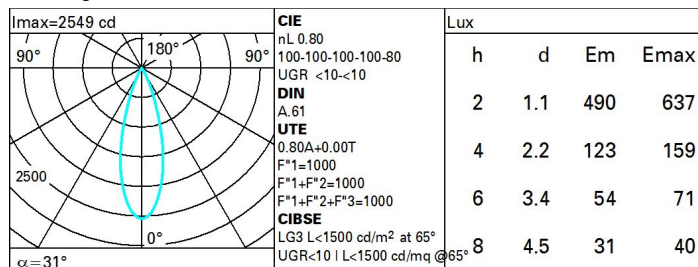 Imax=2549 cd
90° 180° 90°
2500
0°
α=31°
CIE
nL 0.80
100-100-100-100-80
UGR <10-<10
DIN
A.61
UTE
0.80A+0.00T
F"1=1000
F"1+F"2=1000
F"1+F"2+F"3=1000
CIBSE
LG3 L<1500 cd/m² at 65°
UGR<10 | L<1500 cd/mq @65°
Lux
h d Em Emax
2 1.1 490 637
4 2.2 123 159
6 3.4 54 71
8 4.5 31 40